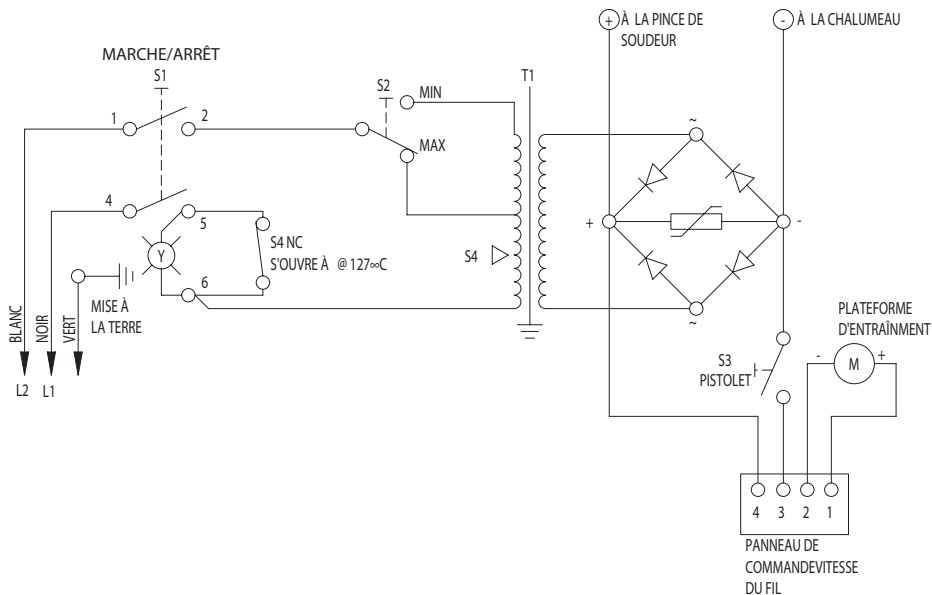 + À LA PINCE DE
SOUDEUR
- À LA CHALUMEAU
MARCHE/ARRÊT
S1
1
2
S2
MIN
MAX
T1
~
4
5
S4 NC
S'OUVRE À @ 127∞C
Y
6
S4
+
-
~
MISE À
LA TERRE
BLANC
NOIR
VERT
L2
L1
PLATEFORME
D'ENTRAÎNMENT
- M +
S3
PISTOLET
4 3 2 1
PANNEAU DE
COMMANDEVITESSE
DU FIL